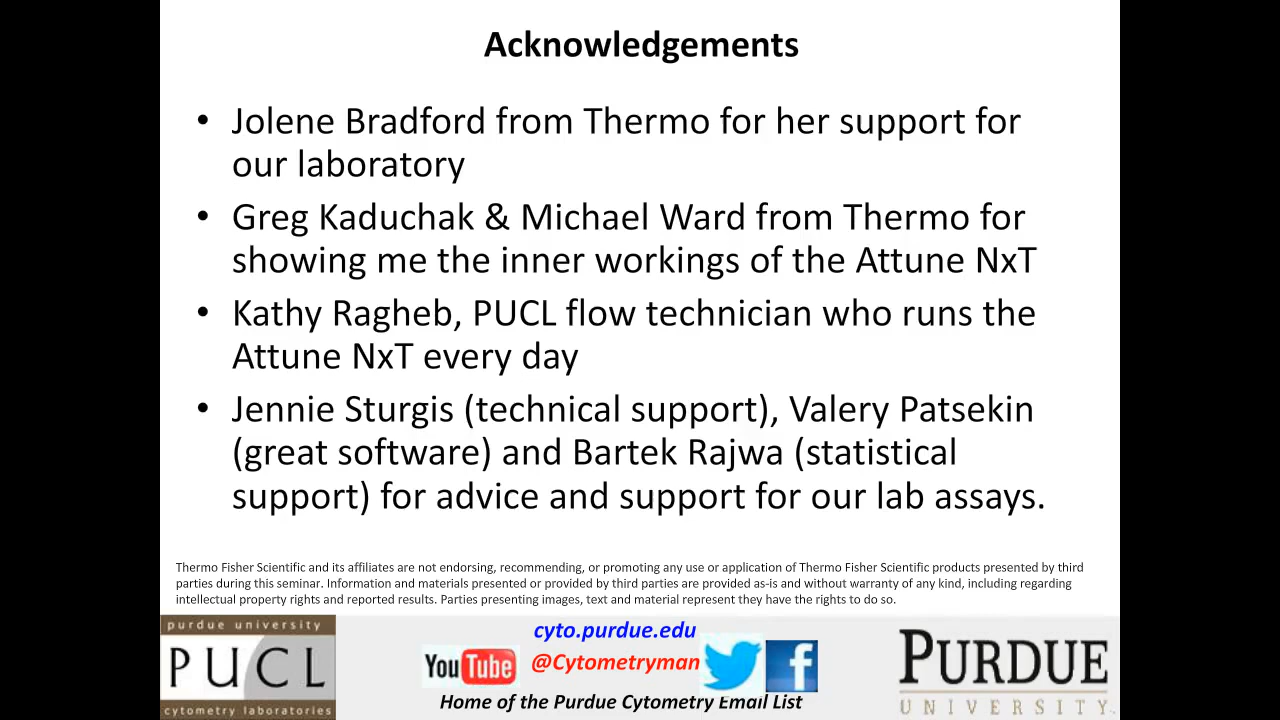 Acknowledgements
• Jolene Bradford from Thermo for her support for
our laboratory
• Greg Kaduchak & Michael Ward from Thermo for
showing me the inner workings of the Attune NxT
• Kathy Ragheb, PUCL flow technician who runs the
Attune NxT every day
• Jennie Sturgis (technical support), Valery Patsekin
(great software) and Bartek Rajwa (statistical
support) for advice and support for our lab assays.
Thermo Fisher Scientific and its affiliates are not endorsing, recommending, or promoting any use or application of Thermo Fisher Scientific products presented by third
parties during this seminar. Information and materials presented or provided by third parties are provided as-is and without warranty of any kind, including regarding
intellectual property rights and reported results. Parties presenting images, text and material represent they have the rights to do so.
purdue university
PUCL
cytometry laboratories
cyto.purdue.edu
YouTube
@Cytometryman
f
Home of the Purdue Cytometry Email List
PURDUE
UNIVERSITY